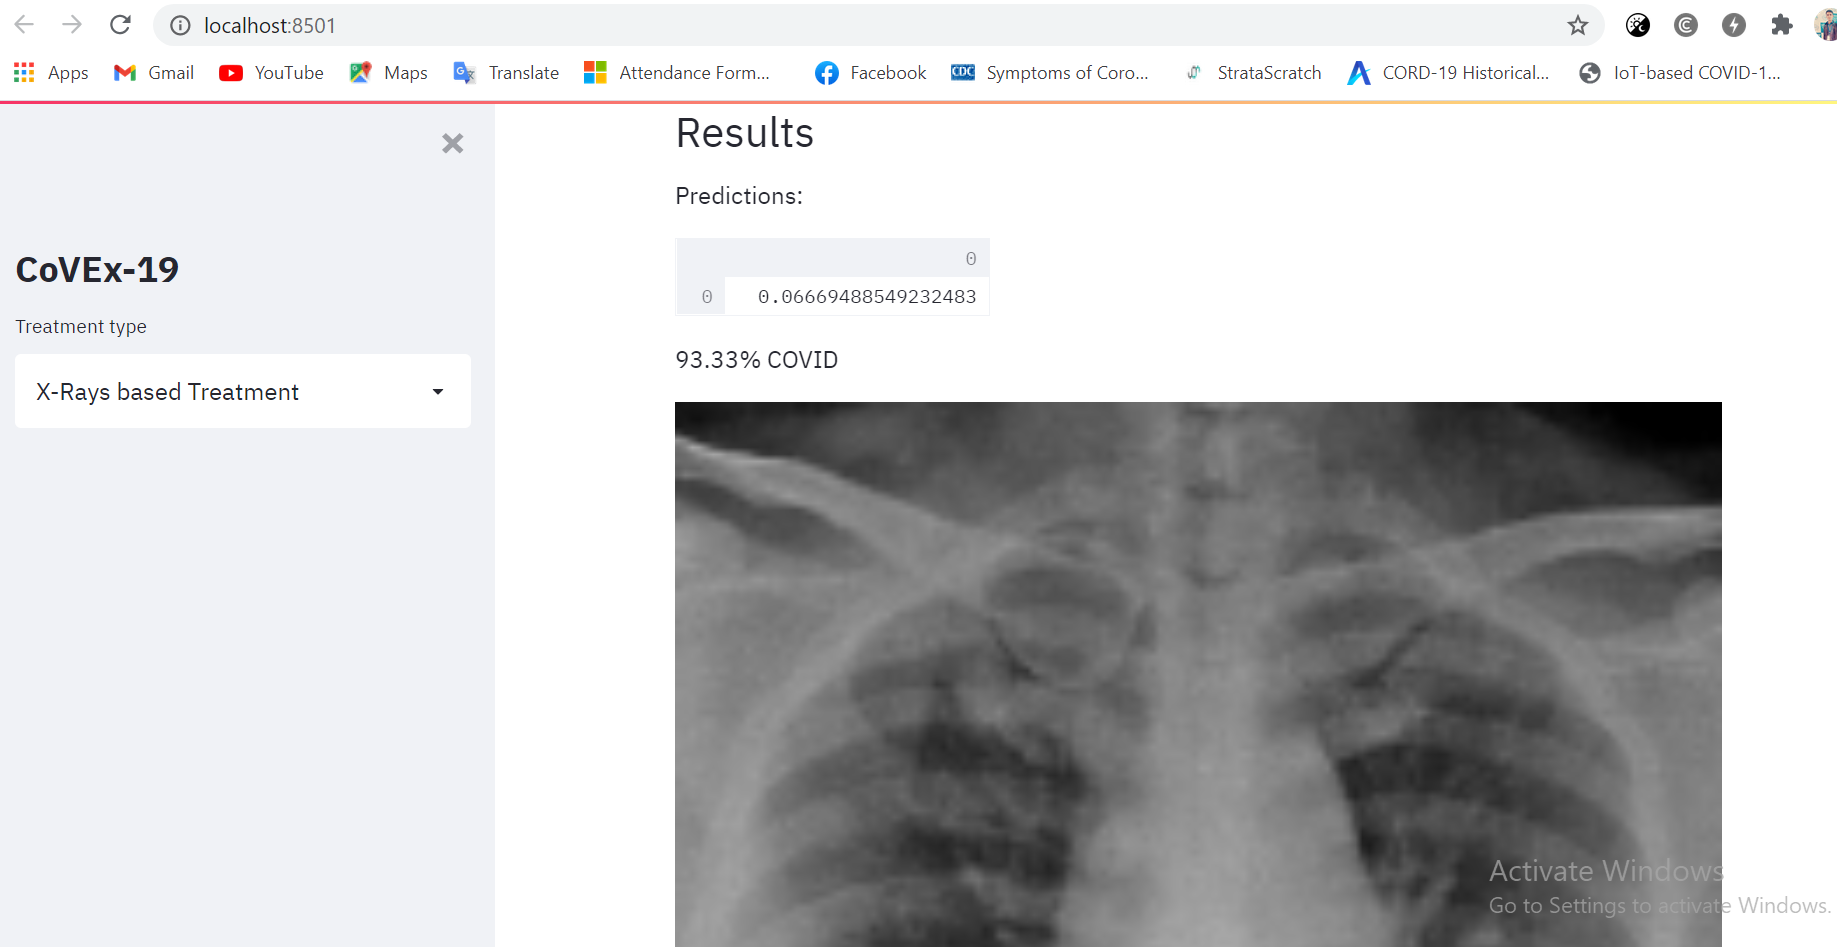 localhost:8501
Apps Gmail YouTube Maps Translate Attendance Form... Facebook CDC Symptoms of Coro... StrataScratch CORD-19 Historical... IoT-based COVID-1...
CoVEx-19
Treatment type
X-Rays based Treatment
Results
Predictions:
0
0 0.06669488549232483
93.33% COVID
Activate Windows
Go to Settings to activate Windows.